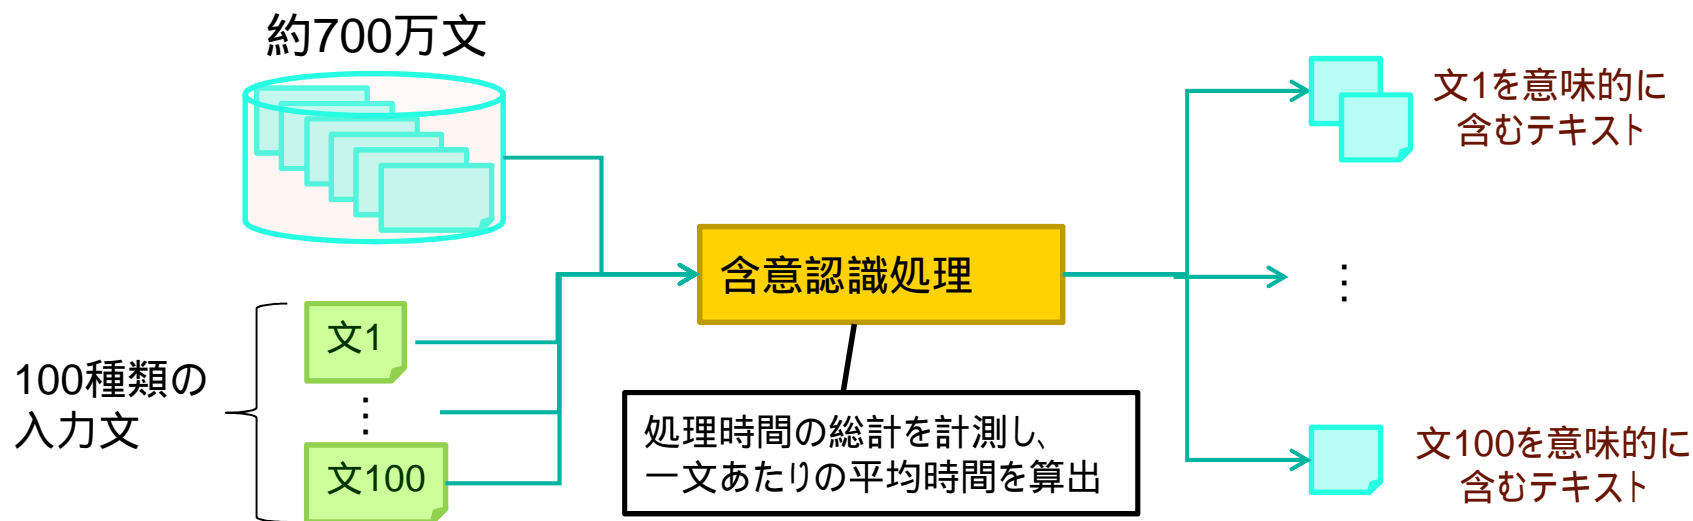 約700万文
文1を意味的に
含むテキスト
含意認識処理
⋮
文1
100種類の
入力文
⋮
文100
処理時間の総計を計測し、
一文あたりの平均時間を算出
文100を意味的に
含むテキスト